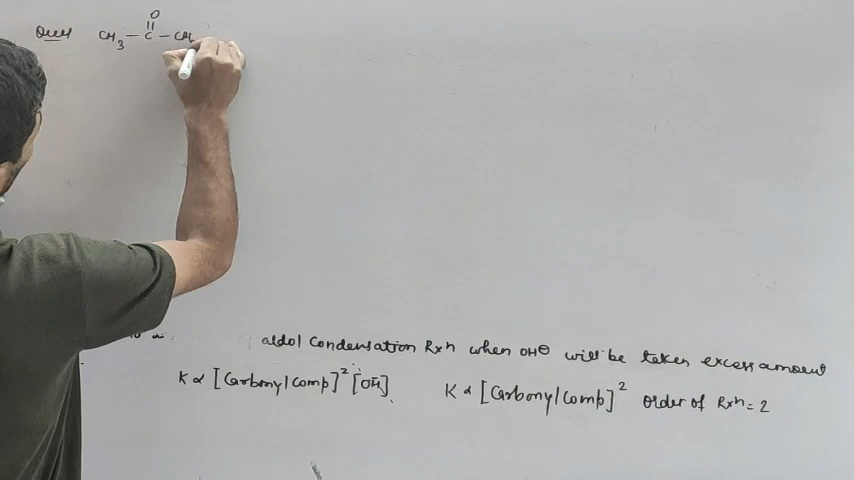 Ques CH3 - C - CH
O
aldol Condensation Rxn when OH⊖ will be taken excess amount
K ∝ [Carbonyl Comp]² [OH] K ∝ [Carbonyl Comp]² Order of Rxn = 2